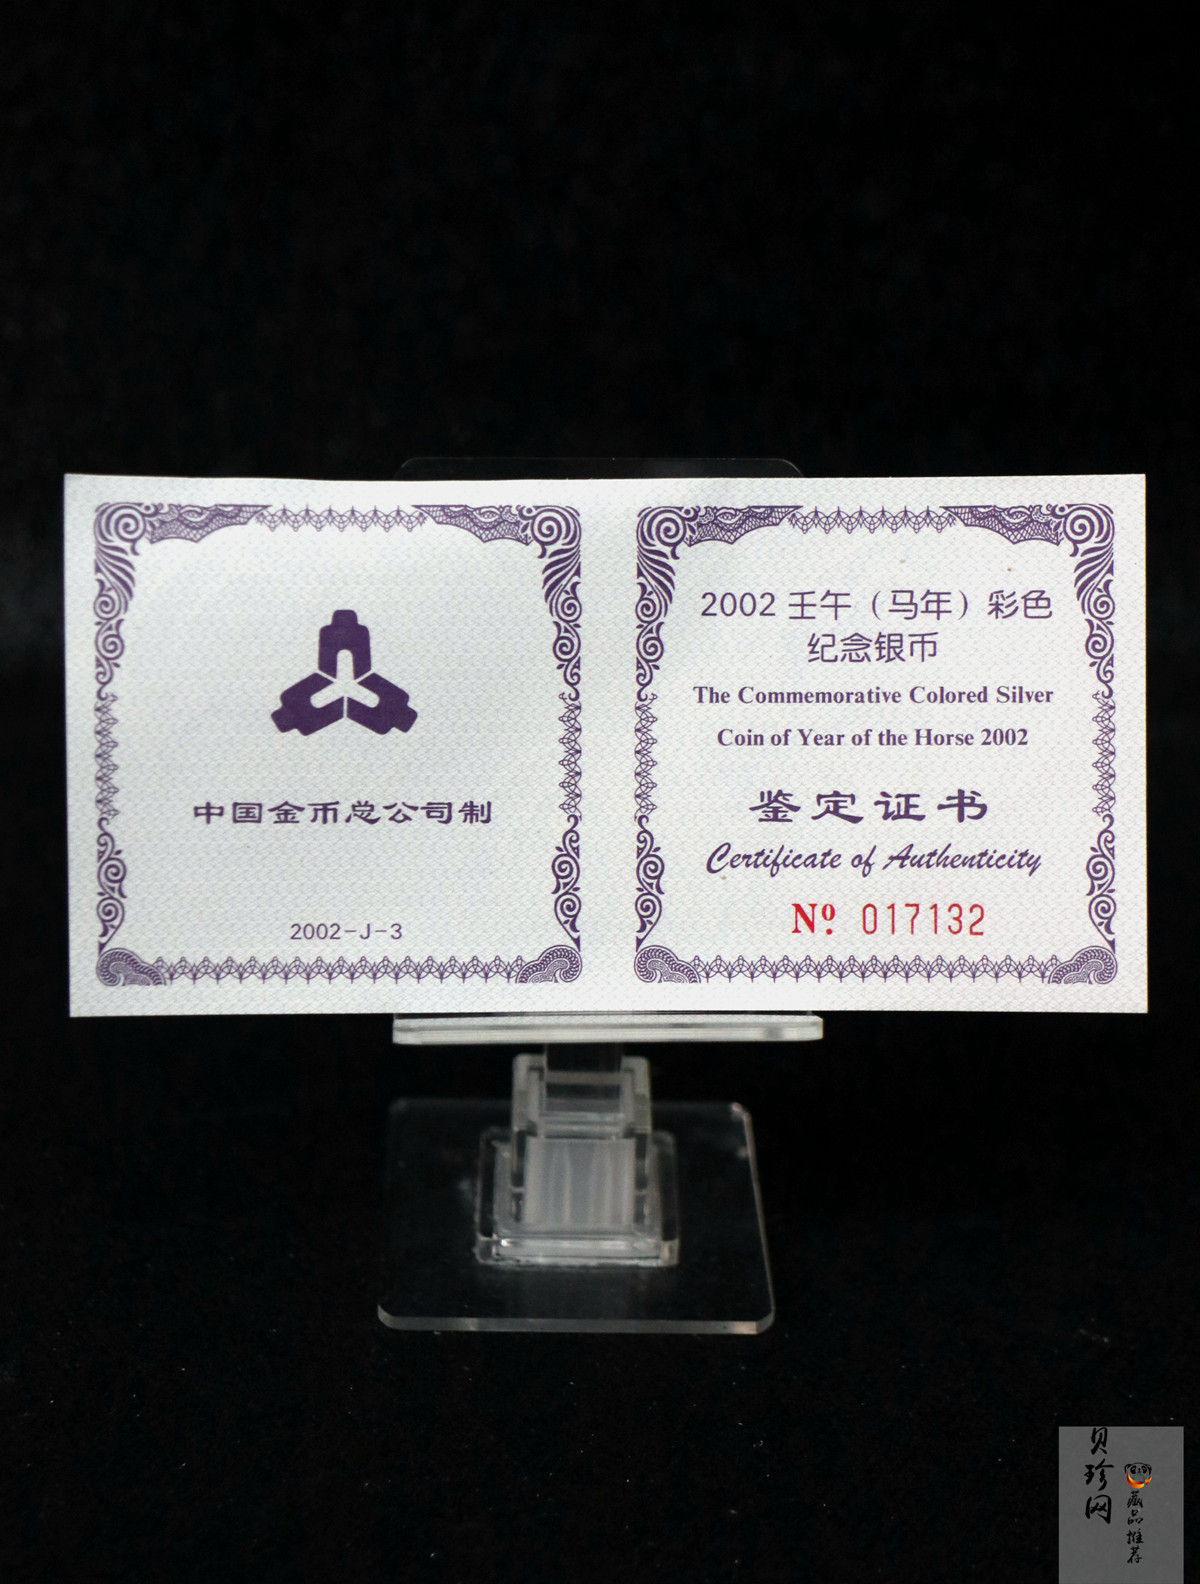 中国金币总公司制
2002-J-3
2002 壬午（马年）彩色
纪念银币
The Commemorative Colored Silver
Coin of Year of the Horse 2002
鉴定证书
Certificate of Authenticity
Nº. 017132
贝珍网
藏品推荐